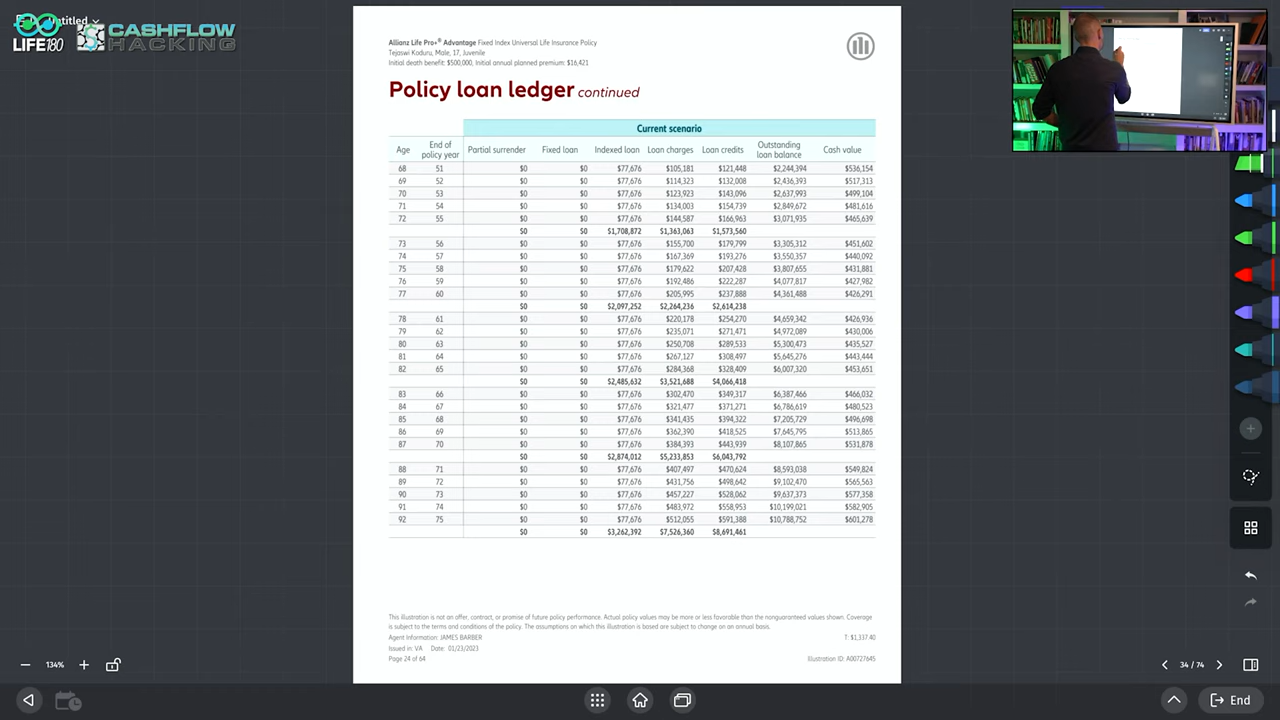 Untitled
LIFE180
CASHFLOW
HACKING
Allianz Life Pro+® Advantage Fixed Index Universal Life Insurance Policy
Tejaswi Koduru, Male, 17, Juvenile
Initial death benefit: $500,000, Initial annual planned premium: $16,421
Policy loan ledger continued
Current scenario
Age End of policy year Partial surrender Fixed loan Indexed loan Loan charges Loan credits Outstanding loan balance Cash value
68 51 $0 $0 $77,676 $105,181 $121,448 $2,244,394 $536,154
69 52 $0 $0 $77,676 $114,323 $132,008 $2,436,393 $517,313
70 53 $0 $0 $77,676 $123,923 $143,096 $2,637,993 $499,104
71 54 $0 $0 $77,676 $134,003 $154,739 $2,849,672 $481,616
72 55 $0 $0 $77,676 $144,587 $166,963 $3,071,935 $465,639
$0 $0 $1,708,872 $1,363,063 $1,573,560
73 56 $0 $0 $77,676 $155,700 $179,799 $3,305,312 $451,602
74 57 $0 $0 $77,676 $167,369 $193,276 $3,550,357 $440,092
75 58 $0 $0 $77,676 $179,622 $207,428 $3,807,655 $431,881
76 59 $0 $0 $77,676 $192,486 $222,287 $4,077,817 $427,982
77 60 $0 $0 $77,676 $205,995 $237,888 $4,361,488 $426,291
$0 $0 $2,097,252 $2,264,236 $2,614,238
78 61 $0 $0 $77,676 $220,178 $254,270 $4,659,342 $426,936
79 62 $0 $0 $77,676 $235,071 $271,471 $4,972,089 $430,006
80 63 $0 $0 $77,676 $250,708 $289,533 $5,300,473 $435,527
81 64 $0 $0 $77,676 $267,127 $308,497 $5,645,276 $443,444
82 65 $0 $0 $77,676 $284,368 $328,409 $6,007,320 $453,651
$0 $0 $2,485,632 $3,521,688 $4,066,418
83 66 $0 $0 $77,676 $302,470 $349,317 $6,387,466 $466,032
84 67 $0 $0 $77,676 $321,477 $371,271 $6,786,619 $480,523
85 68 $0 $0 $77,676 $341,435 $394,322 $7,205,729 $496,698
86 69 $0 $0 $77,676 $362,390 $418,525 $7,645,795 $513,865
87 70 $0 $0 $77,676 $384,393 $443,939 $8,107,865 $531,878
$0 $0 $2,874,012 $5,233,853 $6,043,792
88 71 $0 $0 $77,676 $407,497 $470,624 $8,593,038 $549,824
89 72 $0 $0 $77,676 $431,756 $498,642 $9,102,470 $565,563
90 73 $0 $0 $77,676 $457,227 $528,062 $9,637,373 $577,358
91 74 $0 $0 $77,676 $483,972 $558,953 $10,199,021 $582,905
92 75 $0 $0 $77,676 $512,055 $591,388 $10,788,752 $601,278
$0 $0 $3,262,392 $7,526,360 $8,691,461
This illustration is not an offer, contract, or promise of future policy performance. Actual policy values may be more or less favorable than the nonguaranteed values shown. Coverage
is subject to the terms and conditions of the policy. The assumptions on which this illustration is based are subject to change on an annual basis.
Agent Information: JAMES BARBER T: $1,337.40
Issued in: VA Date: 01/23/2023
Page 24 of 64 Illustration ID: A00727645
134%
34 / 74
End